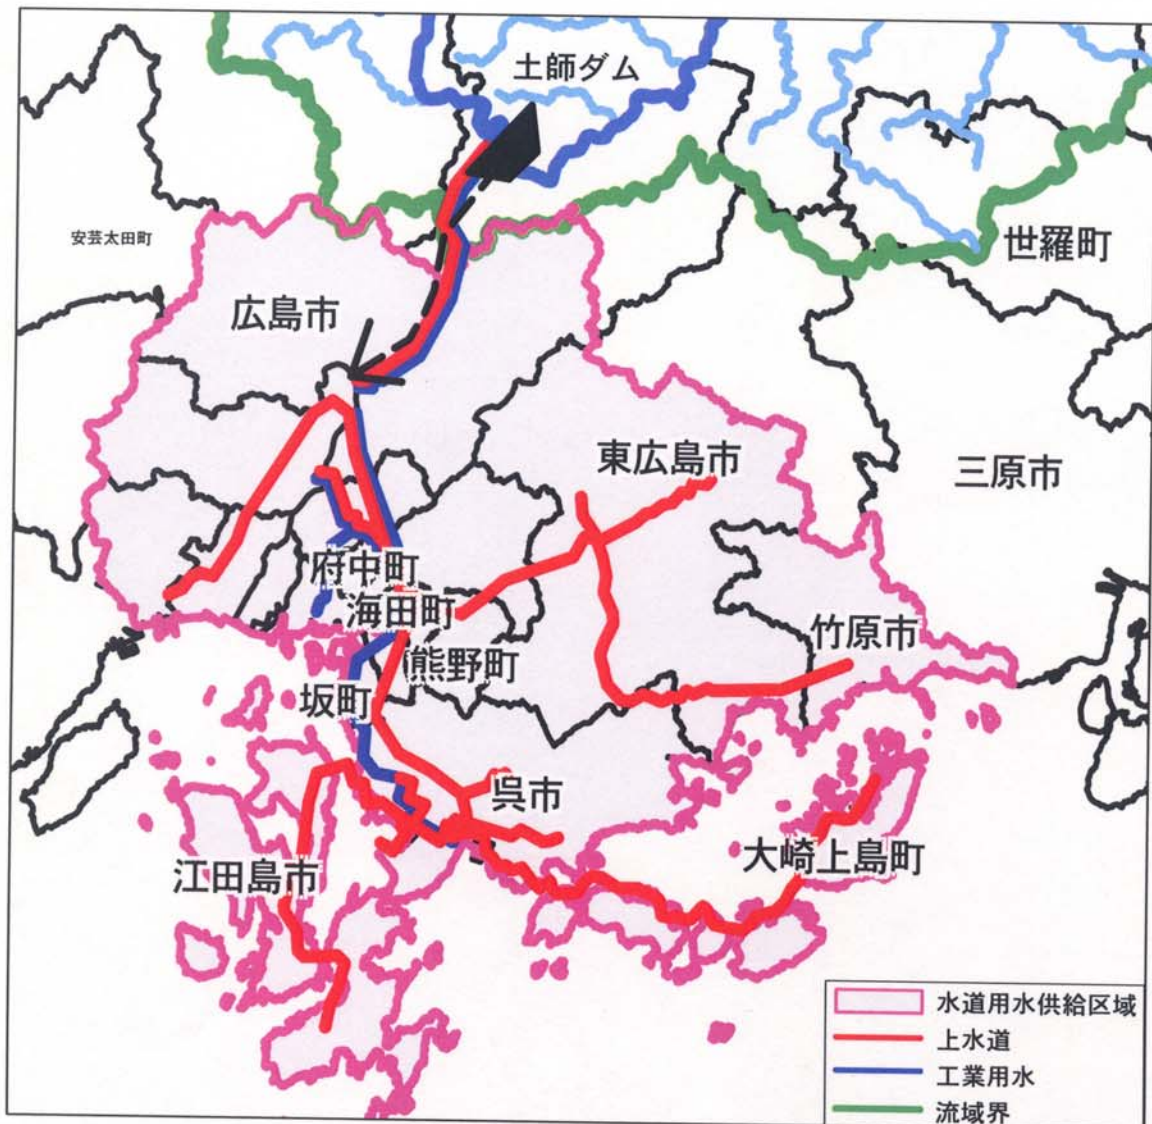 土師ダム
安芸太田町
世羅町
広島市
東広島市
三原市
府中町
海田町
竹原市
熊野町
坂町
呉市
大崎上島町
江田島市
水道用水供給区域
上水道
工業用水
流域界